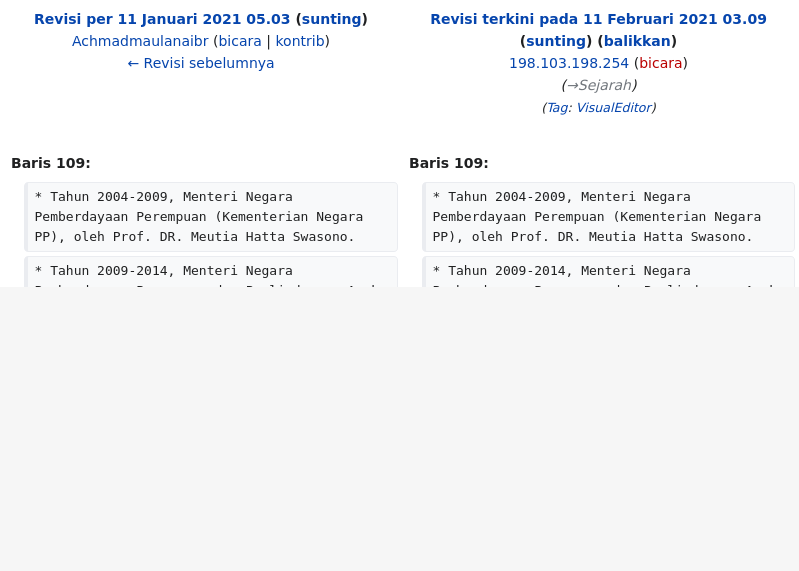 Revisi per 11 Januari 2021 05.03 (sunting)
Achmadmaulanaibr (bicara | kontrib)
← Revisi sebelumnya
Revisi terkini pada 11 Februari 2021 03.09
(sunting) (balikkan)
198.103.198.254 (bicara)
(→Sejarah)
(Tag: VisualEditor)
Baris 109:
Baris 109:
* Tahun 2004-2009, Menteri Negara
Pemberdayaan Perempuan (Kementerian Negara
PP), oleh Prof. DR. Meutia Hatta Swasono.
* Tahun 2004-2009, Menteri Negara
Pemberdayaan Perempuan (Kementerian Negara
PP), oleh Prof. DR. Meutia Hatta Swasono.
* Tahun 2009-2014, Menteri Negara
* Tahun 2009-2014, Menteri Negara